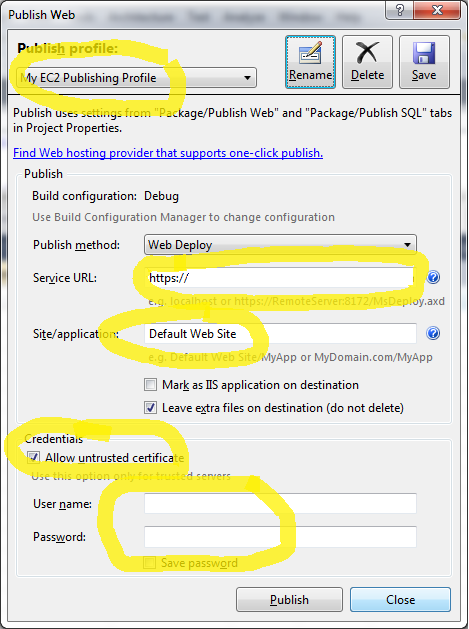 Publish Web
Publish profile:
My EC2 Publishing Profile
Rename
Delete
Save
Publish uses settings from "Package/Publish Web" and "Package/Publish SQL" tabs
in Project Properties.
Find Web hosting provider that supports one-click publish.
Publish
Build configuration: Debug
Use Build Configuration Manager to change configuration
Publish method: Web Deploy
Service URL: https://
e.g. localhost or https://RemoteServer:8172/MsDeploy.axd
Site/application: Default Web Site
e.g. Default Web Site/MyApp or MyDomain.com/MyApp
Mark as IIS application on destination
Leave extra files on destination (do not delete)
Credentials
Allow untrusted certificate
Use this option only for trusted servers
User name:
Password:
Save password
Publish
Close